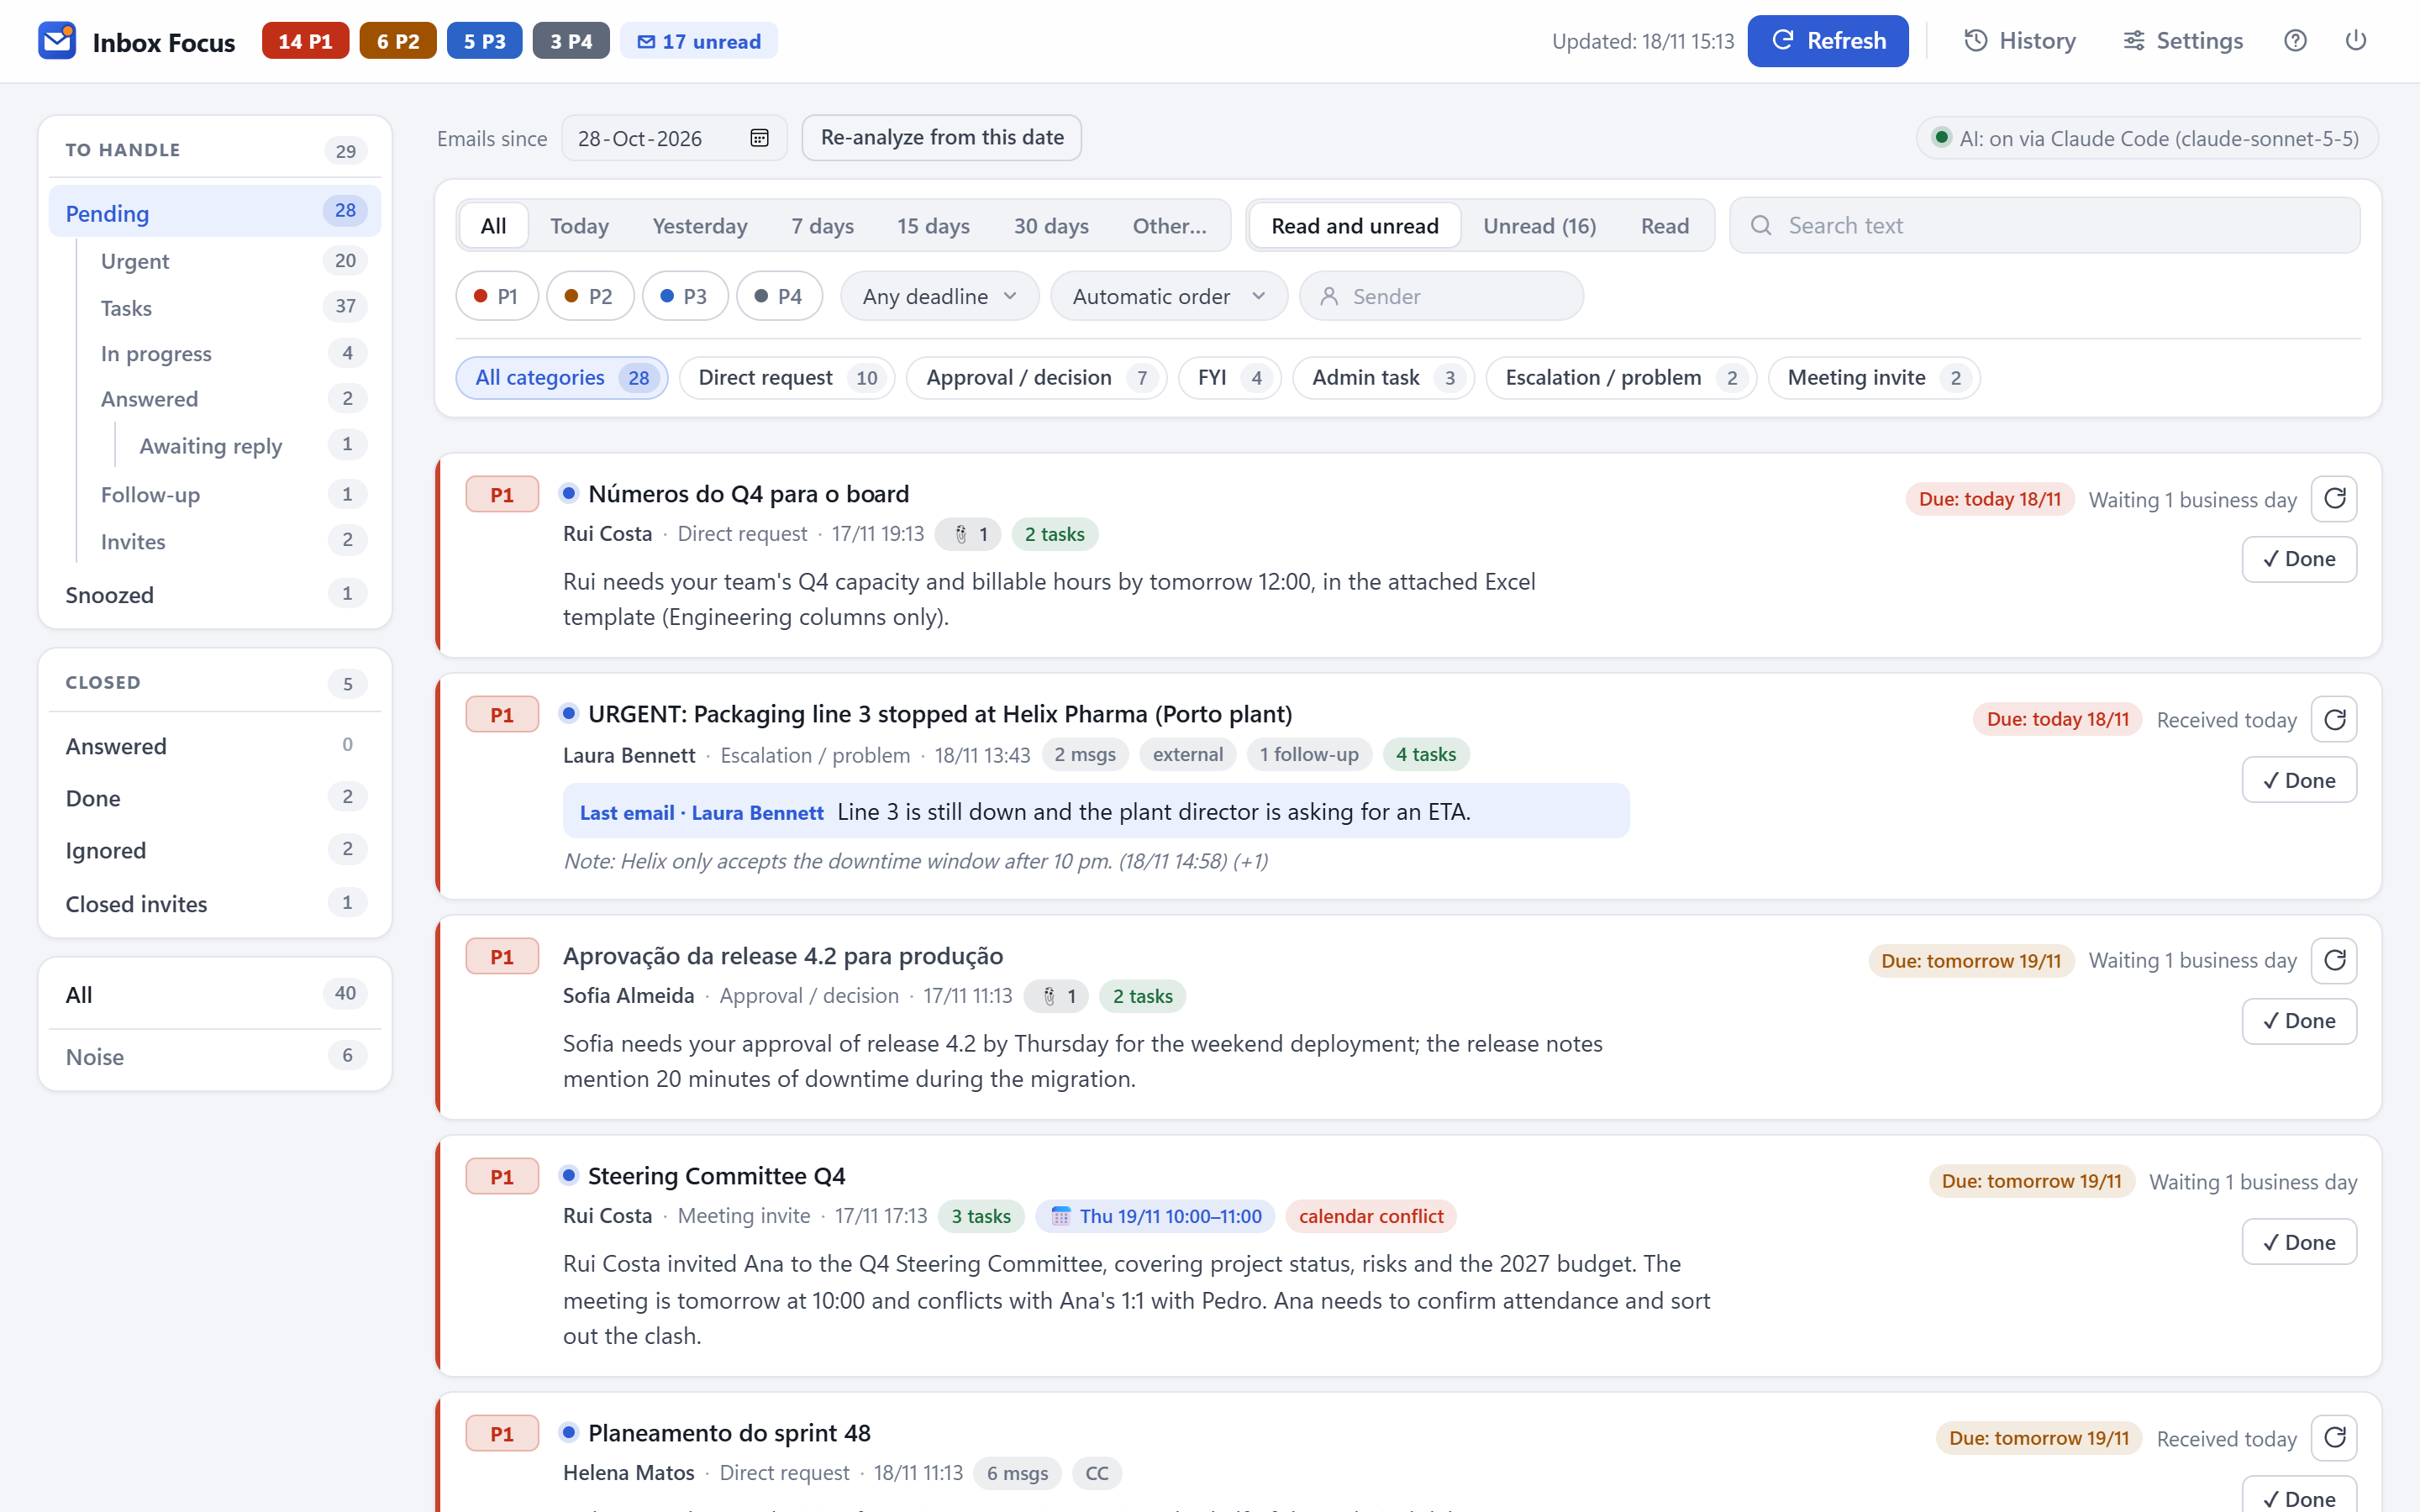 Inbox Focus 14 P1 6 P2 5 P3 3 P4 17 unread Updated: 18/11 15:13 Refresh History Settings
TO HANDLE 29
Pending 28
Urgent 20
Tasks 37
In progress 4
Answered 2
Awaiting reply 1
Follow-up 1
Invites 2
Snoozed 1
CLOSED 5
Answered 0
Done 2
Ignored 2
Closed invites 1
All 40
Noise 6
Emails since 28-Oct-2026 Re-analyze from this date AI: on via Claude Code (claude-sonnet-5-5)
All Today Yesterday 7 days 15 days 30 days Other... Read and unread Unread (16) Read Search text
P1 P2 P3 P4 Any deadline Automatic order Sender
All categories 28 Direct request 10 Approval / decision 7 FYI 4 Admin task 3 Escalation / problem 2 Meeting invite 2
P1 Números do Q4 para o board Due: today 18/11 Waiting 1 business day
Rui Costa · Direct request · 17/11 19:13 1 2 tasks
✓ Done
Rui needs your team's Q4 capacity and billable hours by tomorrow 12:00, in the attached Excel
template (Engineering columns only).
P1 URGENT: Packaging line 3 stopped at Helix Pharma (Porto plant) Due: today 18/11 Received today
Laura Bennett · Escalation / problem · 18/11 13:43 2 msgs external 1 follow-up 4 tasks
✓ Done
Last email · Laura Bennett Line 3 is still down and the plant director is asking for an ETA.
Note: Helix only accepts the downtime window after 10 pm. (18/11 14:58) (+1)
P1 Aprovação da release 4.2 para produção Due: tomorrow 19/11 Waiting 1 business day
Sofia Almeida · Approval / decision · 17/11 11:13 1 2 tasks
✓ Done
Sofia needs your approval of release 4.2 by Thursday for the weekend deployment; the release notes
mention 20 minutes of downtime during the migration.
P1 Steering Committee Q4 Due: tomorrow 19/11 Waiting 1 business day
Rui Costa · Meeting invite · 17/11 17:13 3 tasks Thu 19/11 10:00–11:00 calendar conflict
✓ Done
Rui Costa invited Ana to the Q4 Steering Committee, covering project status, risks and the 2027 budget. The
meeting is tomorrow at 10:00 and conflicts with Ana's 1:1 with Pedro. Ana needs to confirm attendance and sort
out the clash.
P1 Planeamento do sprint 48 Due: tomorrow 19/11 Received today
Helena Matos · Direct request · 18/11 11:13 6 msgs CC
✓ Done